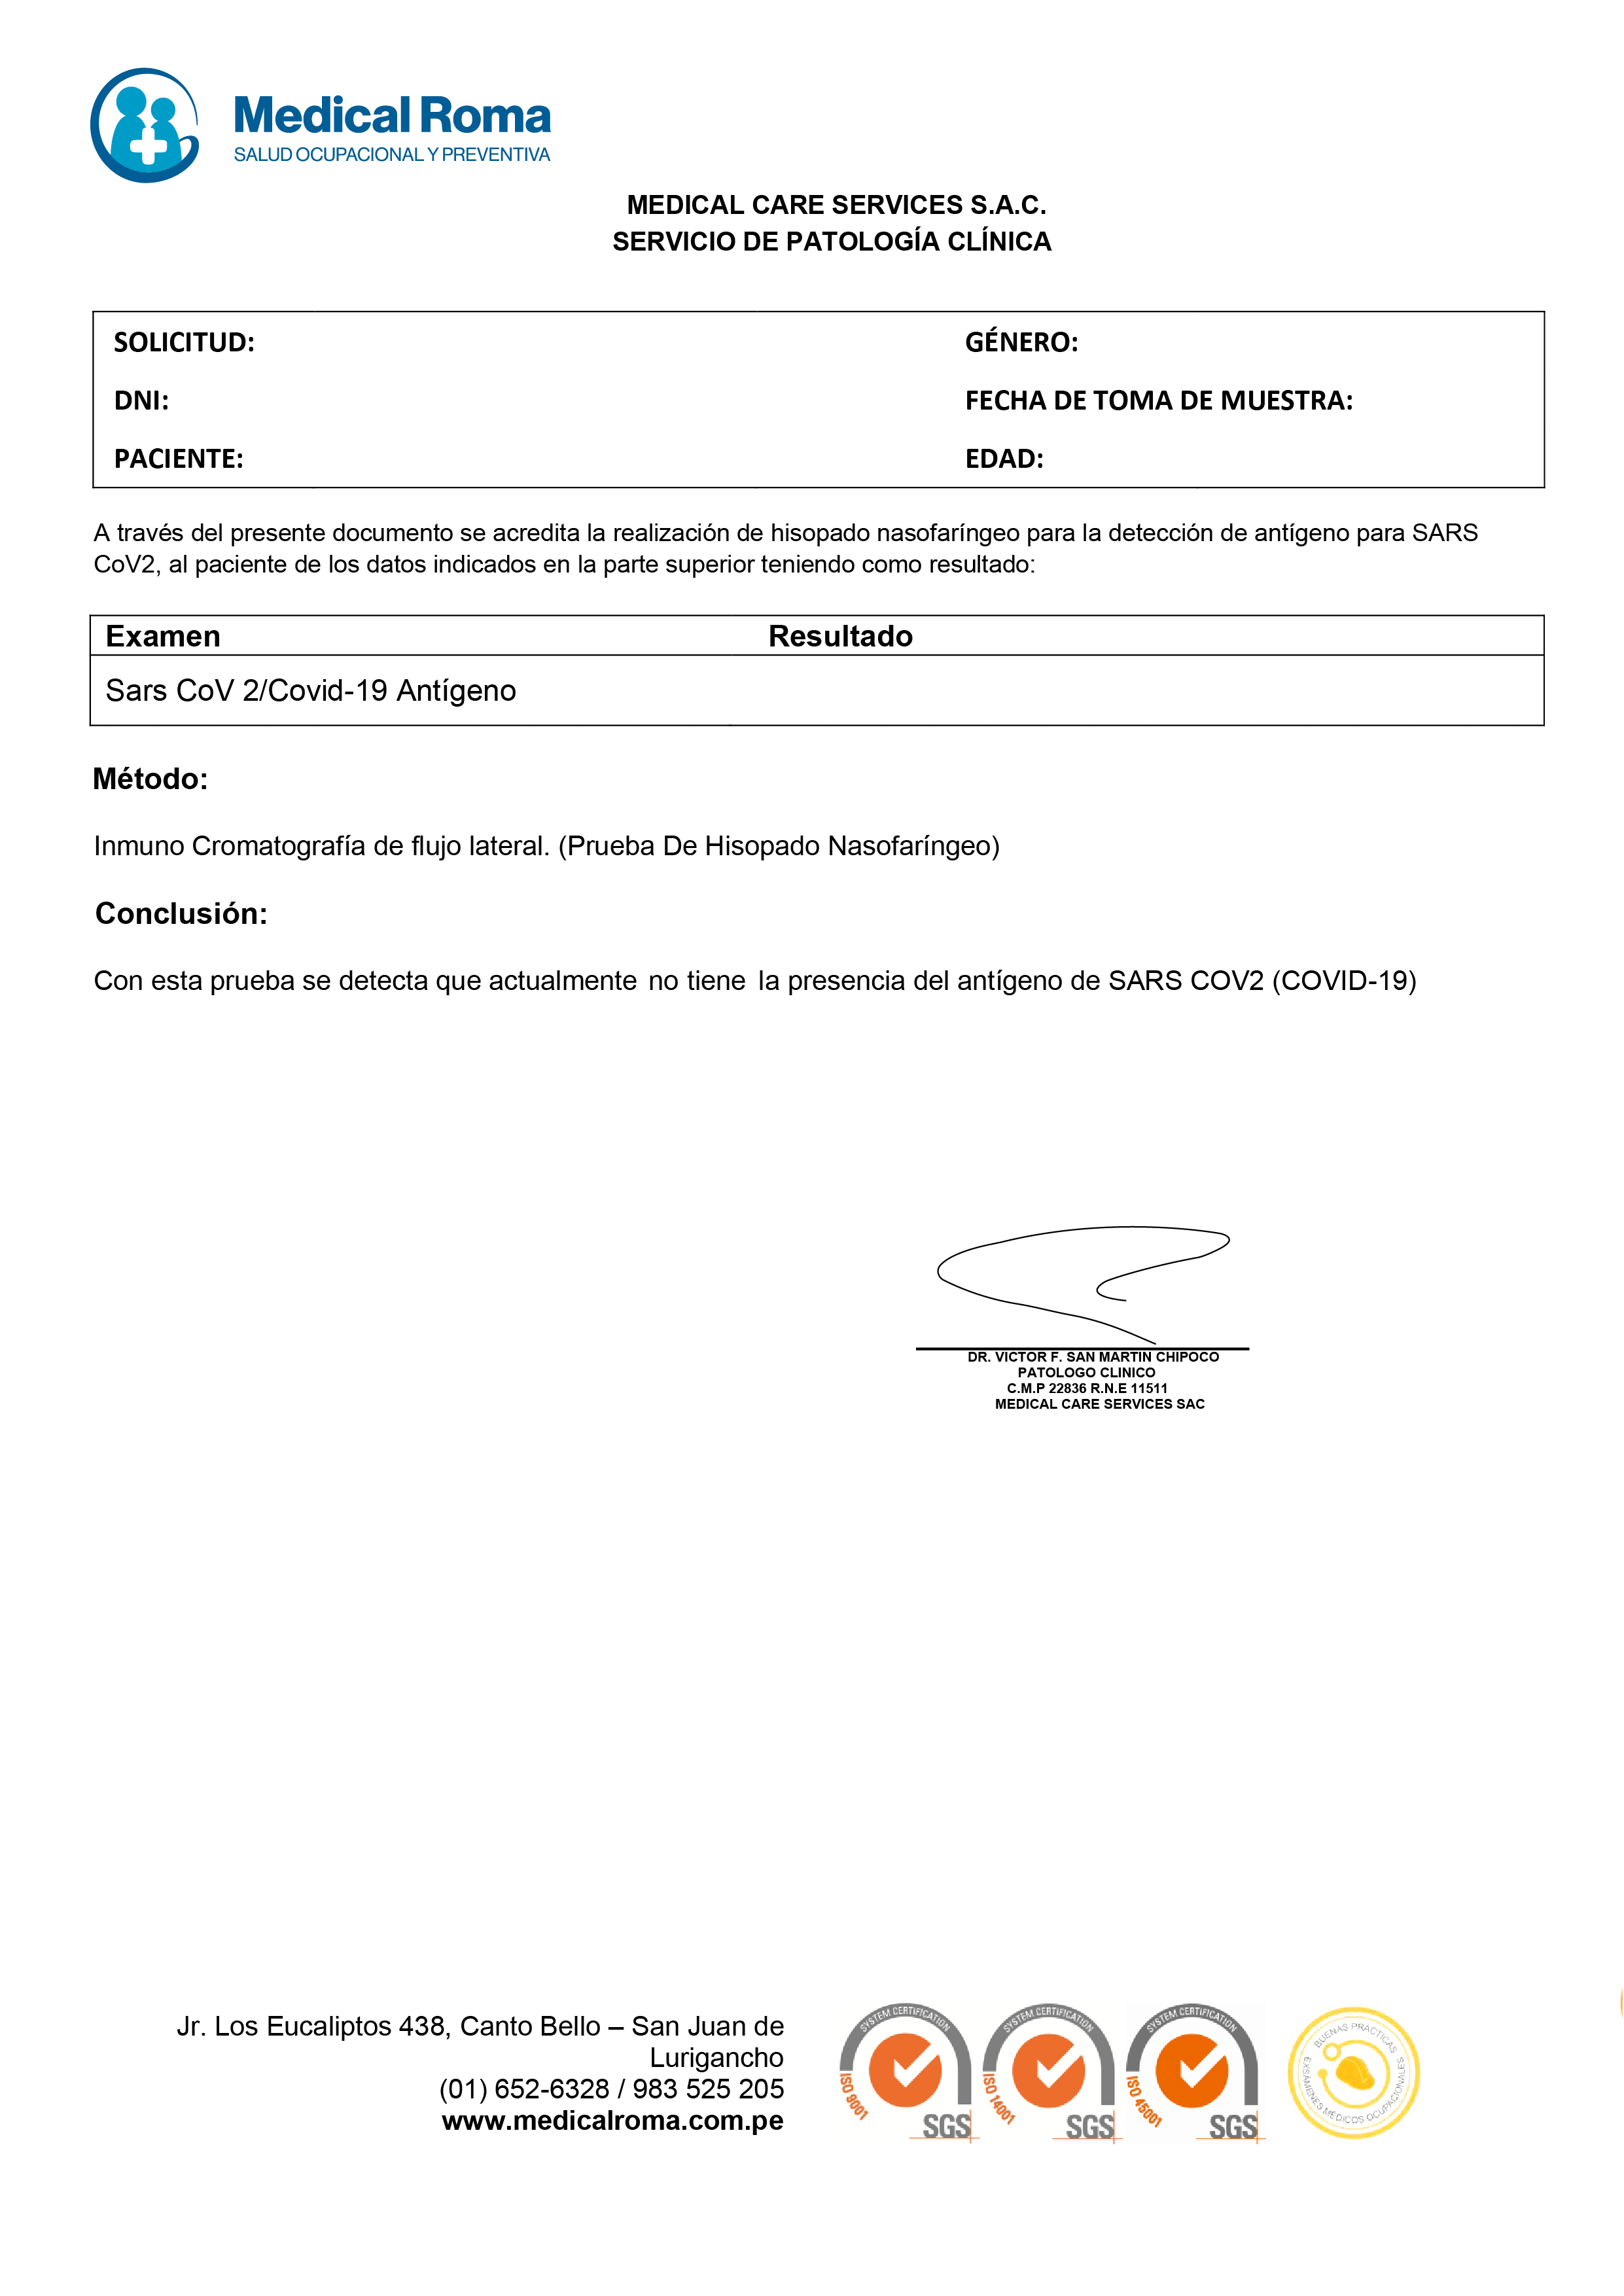 Medical Roma
SALUD OCUPACIONAL Y PREVENTIVA
MEDICAL CARE SERVICES S.A.C.
SERVICIO DE PATOLOGÍA CLÍNICA
SOLICITUD:
GÉNERO:
DNI:
FECHA DE TOMA DE MUESTRA:
PACIENTE:
EDAD:
A través del presente documento se acredita la realización de hisopado nasofaríngeo para la detección de antígeno para SARS
CoV2, al paciente de los datos indicados en la parte superior teniendo como resultado:
Examen Resultado
Sars CoV 2/Covid-19 Antígeno
Método:
Inmuno Cromatografía de flujo lateral. (Prueba De Hisopado Nasofaríngeo)
Conclusión:
Con esta prueba se detecta que actualmente no tiene la presencia del antígeno de SARS COV2 (COVID-19)
DR. VICTOR F. SAN MARTIN CHIPOCO
PATOLOGO CLINICO
C.M.P 22836 R.N.E 11511
MEDICAL CARE SERVICES SAC
Jr. Los Eucaliptos 438, Canto Bello – San Juan de
Lurigancho
(01) 652-6328 / 983 525 205
www.medicalroma.com.pe
SYSTEM CERTIFICATION
ISO 9001
SGS
SYSTEM CERTIFICATION
ISO 14001
SGS
SYSTEM CERTIFICATION
ISO 45001
SGS
BUENAS PRACTICAS
EXSAMENES MÉDICOS OCUPACIONALES